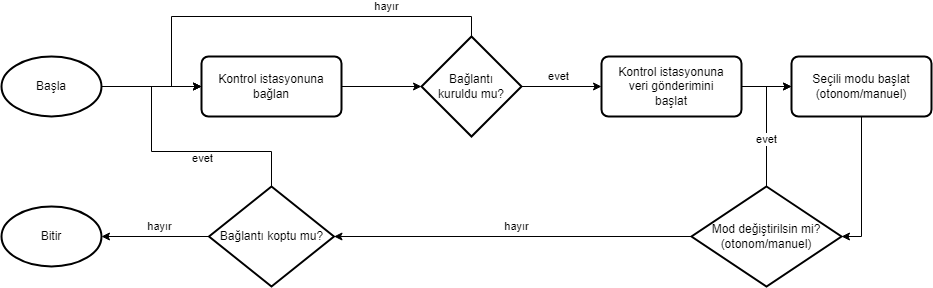 hayır
Başla
Kontrol istasyonuna
bağlan
Bağlantı
kuruldu mu?
evet
Kontrol istasyonuna
veri gönderimini
başlat
Seçili modu başlat
(otonom/manuel)
evet
evet
Bitir
hayır
Bağlantı koptu mu?
hayır
Mod değiştirilsin mi?
(otonom/manuel)